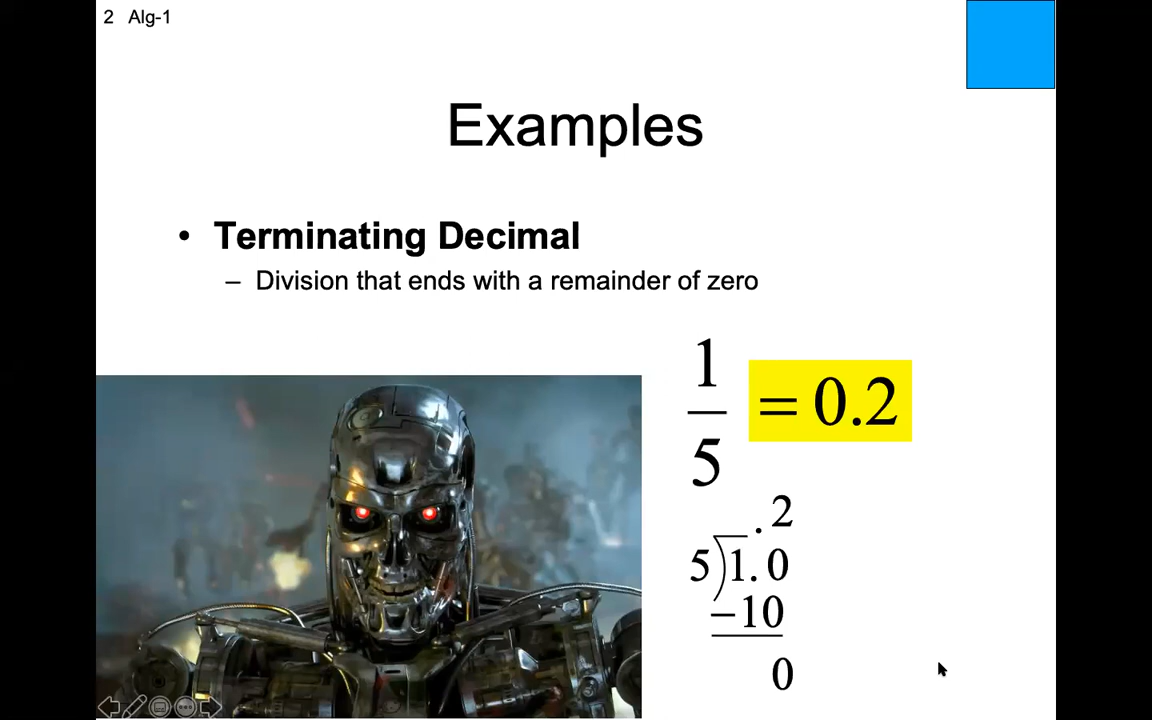 2 Alg-1
Examples
• Terminating Decimal
– Division that ends with a remainder of zero
1
5
= 0.2
.2
5)1.0
−10
0